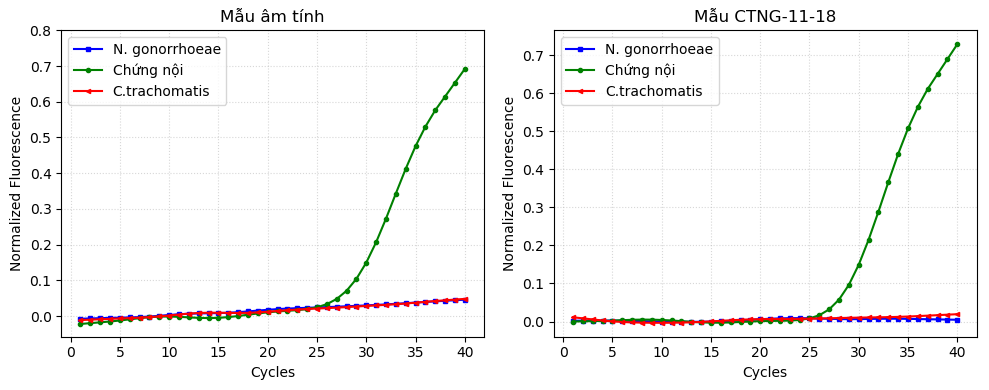 Mẫu âm tính
Normalized Fluorescence
0.8
0.7
0.6
0.5
0.4
0.3
0.2
0.1
0.0
N. gonorrhoeae
Chứng nội
C.trachomatis
0 5 10 15 20 25 30 35 40
Cycles
Mẫu CTNG-11-18
Normalized Fluorescence
0.7
0.6
0.5
0.4
0.3
0.2
0.1
0.0
N. gonorrhoeae
Chứng nội
C.trachomatis
0 5 10 15 20 25 30 35 40
Cycles